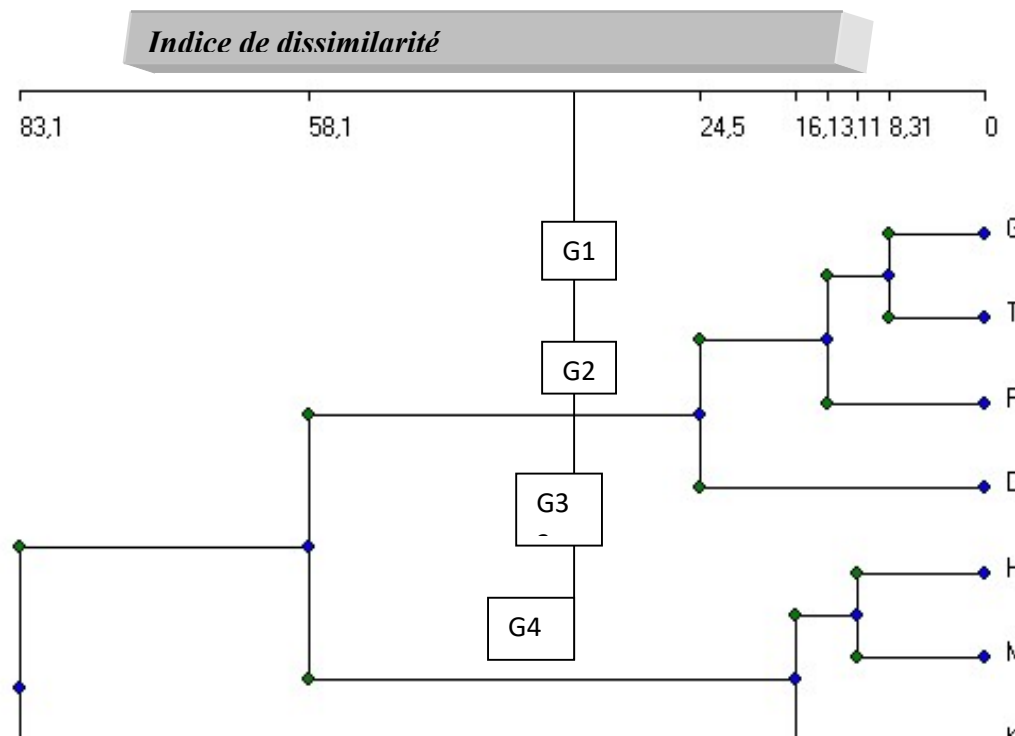 Indice de dissimilarité
83,1 58,1 24,5 16,13,11 8,31 0
G1
G2
G3
G4